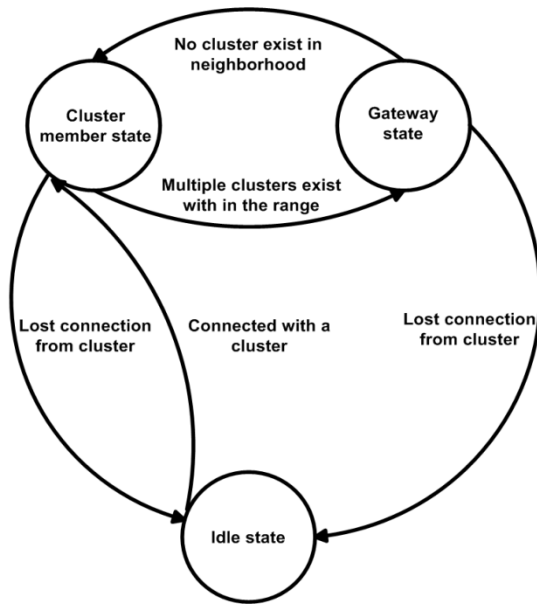 No cluster exist in
neighborhood
Cluster
member state
Gateway
state
Multiple clusters exist
with in the range
Lost connection
from cluster
Connected with a
cluster
Lost connection
from cluster
Idle state